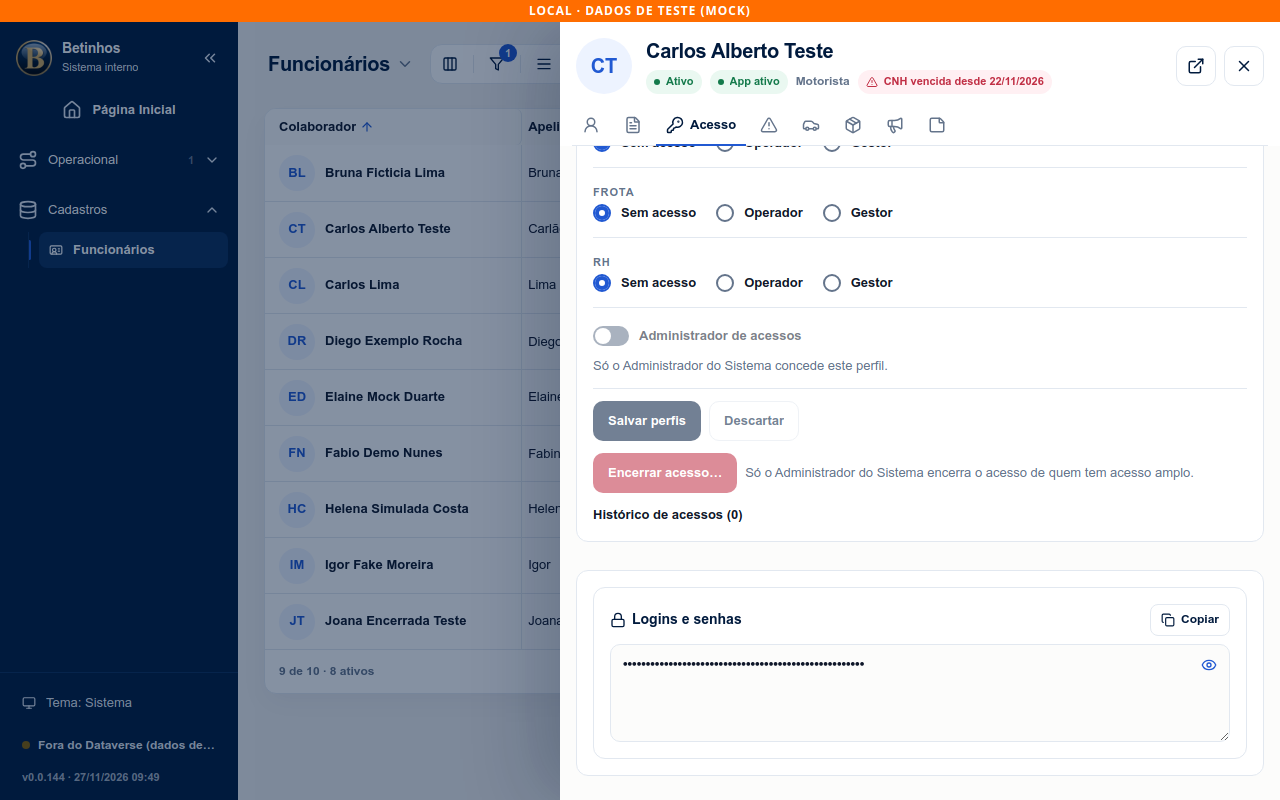 LOCAL · DADOS DE TESTE (MOCK)
Betinhos
Sistema interno
Página Inicial
Operacional 1
Cadastros
Funcionários
Tema: Sistema
Fora do Dataverse (dados de…
v0.0.144 · 27/11/2026 09:49
Funcionários
1
Colaborador
BL Bruna Ficticia Lima
CT Carlos Alberto Teste
CL Carlos Lima Lima
DR Diego Exemplo Rocha
ED Elaine Mock Duarte
FN Fabio Demo Nunes
HC Helena Simulada Costa
IM Igor Fake Moreira Igor
JT Joana Encerrada Teste
9 de 10 · 8 ativos
CT
Carlos Alberto Teste
Ativo App ativo Motorista CNH vencida desde 22/11/2026
Acesso
FROTA
Sem acesso Operador Gestor
RH
Sem acesso Operador Gestor
Administrador de acessos
Só o Administrador do Sistema concede este perfil.
Salvar perfis Descartar
Encerrar acesso… Só o Administrador do Sistema encerra o acesso de quem tem acesso amplo.
Histórico de acessos (0)
Logins e senhas Copiar